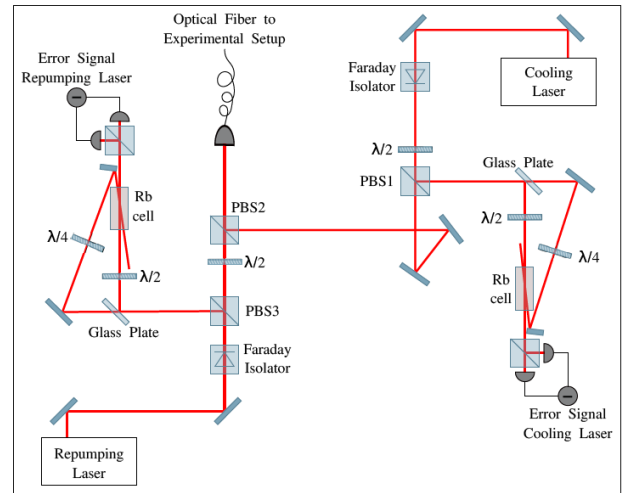 Optical Fiber to
Experimental Setup
Error Signal
Repumping Laser
Faraday
Isolator
Cooling
Laser
λ/2
PBS1
Glass Plate
Rb
cell
PBS2
λ/2
λ/4
λ/4
λ/2
λ/2
Rb
cell
PBS3
Glass Plate
Faraday
Isolator
Error Signal
Cooling Laser
Repumping
Laser